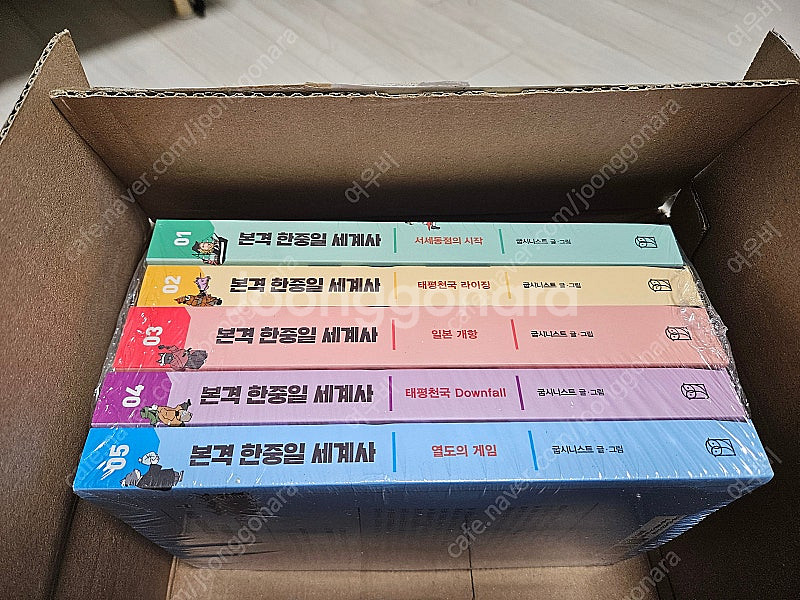 01 본격 한중일 세계사 서세동점의 시작 굽시니스트 글·그림
02 본격 한중일 세계사 태평천국 라이징 굽시니스트 글·그림
03 본격 한중일 세계사 일본 개항 굽시니스트 글·그림
04 본격 한중일 세계사 태평천국 Downfall 굽시니스트 글·그림
05 본격 한중일 세계사 열도의 게임 굽시니스트 글·그림
joonggonara
cafe.naver.com/joonggonara
여우비